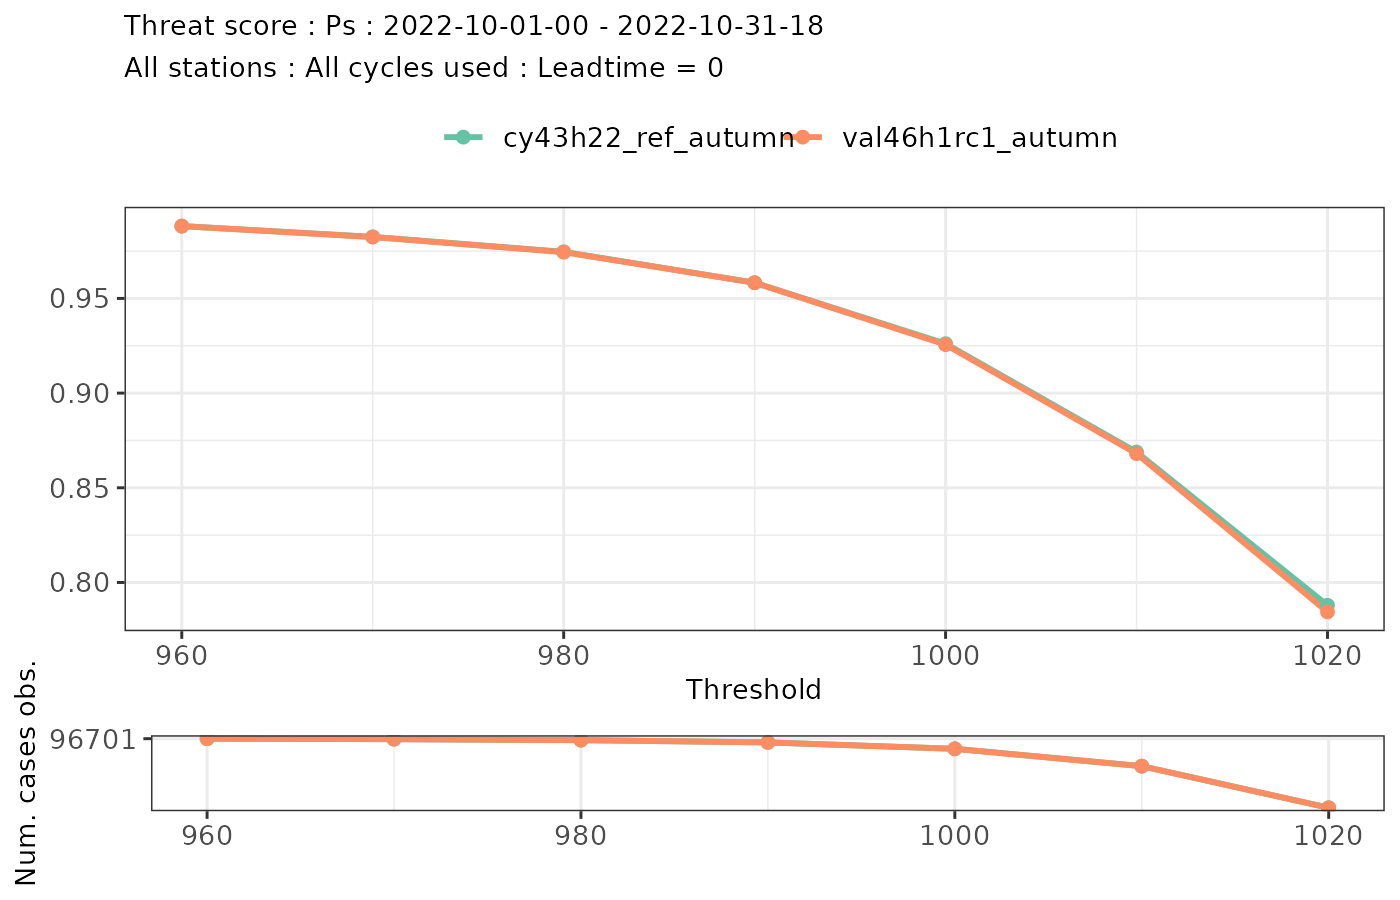 Threat score : Ps : 2022-10-01-00 - 2022-10-31-18
All stations : All cycles used : Leadtime = 0
cy43h22_ref_autumn val46h1rc1_autumn
0.95
0.90
0.85
0.80
960 980 1000 1020
Threshold
Num. cases obs.
96701
960 980 1000 1020